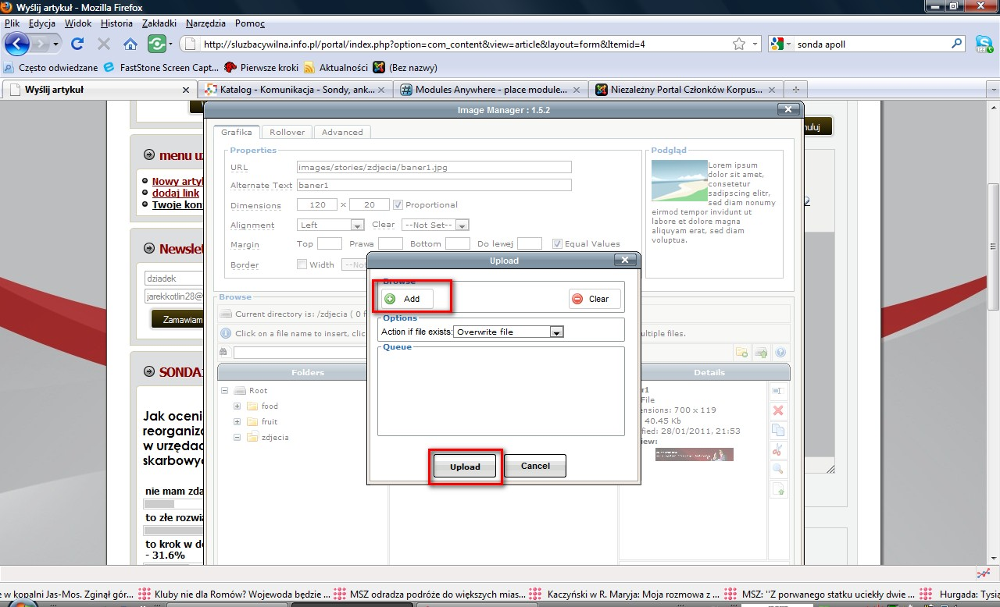 Wyślij artykuł - Mozilla Firefox
Plik Edycja Widok Historia Zakładki Narzędzia Pomoc
http://sluzbacywilna.info.pl/portal/index.php?option=com_content&view=article&layout=form&Itemid=4
sonda apoll
Często odwiedzane FastStone Screen Capt... Pierwsze kroki Aktualności (Bez nazwy)
Wyślij artykuł Katalog - Komunikacja - Sondy, ank... Modules Anywhere - place module... Niezależny Portal Członków Korpus...
Image Manager : 1.5.2
Grafika Rollover Advanced
nuluj
Properties
URL images/stories/zdjecia/baner1.jpg
Alternate Text baner1
Dimensions 120 x 20 Proportional
Alignment Left Clear --Not Set--
Margin Top Prawa Bottom Do lewej Equal Values
Border Width --Not
Podgląd
Lorem ipsum
dolor sit amet,
consetetur
sadipscing elitr,
sed diam nonumy
eirmod tempor invidunt ut
labore et dolore magna
aliquyam erat, sed diam
voluptua.
menu uż
Nowy artyk
dodaj link
Twoje kon
Newslet
dziadek
jarekkotlin28@
Zamawiam
SONDA
Jak oceni
reorganiza
w urzędac
skarbowyc
nie mam zda
to złe rozwią
to krok w do
- 31.6%
Browse
Current directory is: /zdjecia ( 0 f
Click on a file name to insert, clic
ultiple files.
Folders
Root
food
fruit
zdjecia
Upload
Browse
Add Clear
Options
Action if file exists: Overwrite file
Queue
Upload Cancel
Details
r1
File
ensions: 700 x 119
40.45 Kb
fied: 28/01/2011, 21:53
iew:
w kopalni Jas-Mos. Zginął gór... Kluby nie dla Romów? Wojewoda będzie ... MSZ odradza podróże do większych mias... Kaczyński w R. Maryja: Moja rozmowa z ... MSZ: "Z porwanego statku uciekły dwie ... Hurgada: Tysią